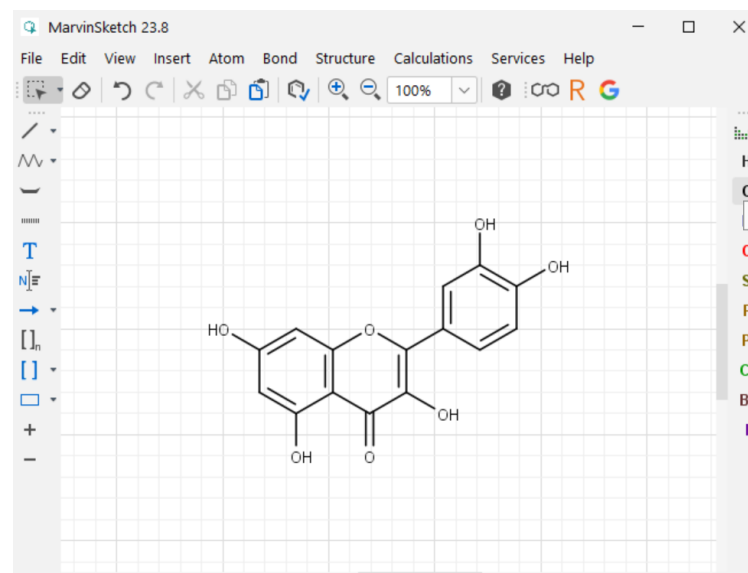 MarvinSketch 23.8
File Edit View Insert Atom Bond Structure Calculations Services Help
100% ? R G
T
N
[ ]n
[ ]
OH
OH
HO
O
OH
OH
O